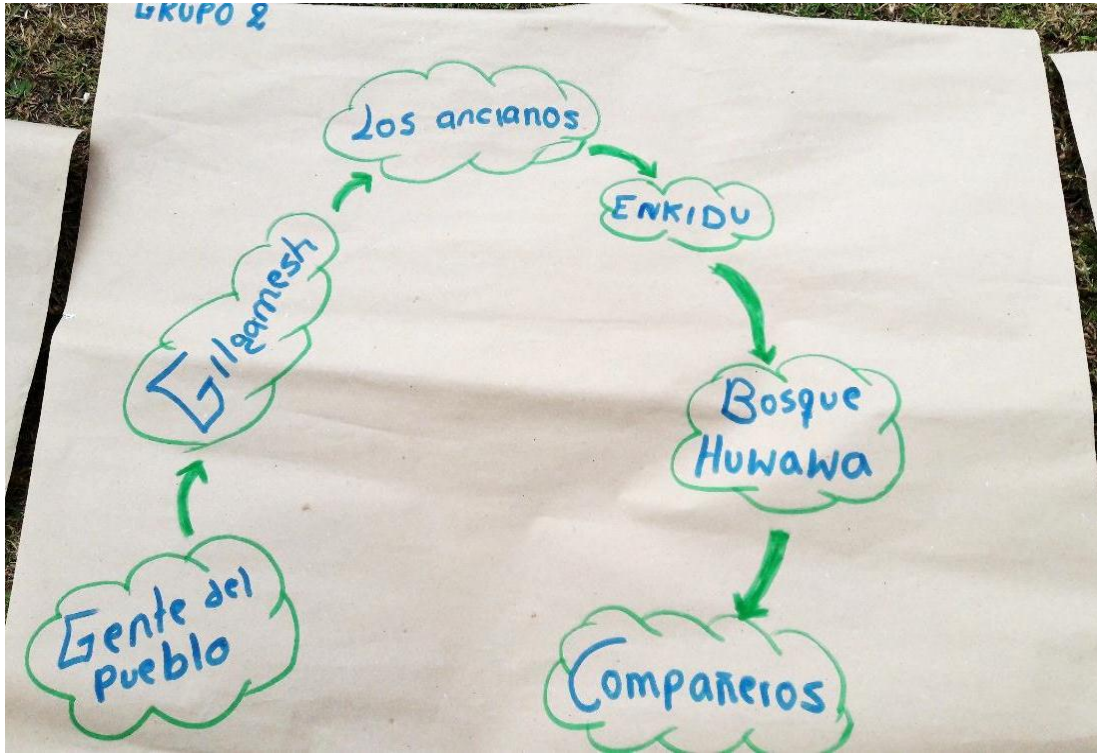 GRUPO 2
Los ancianos
ENKIDU
Gilgamesh
Bosque
Huwawa
Gente del
pueblo
Compañeros